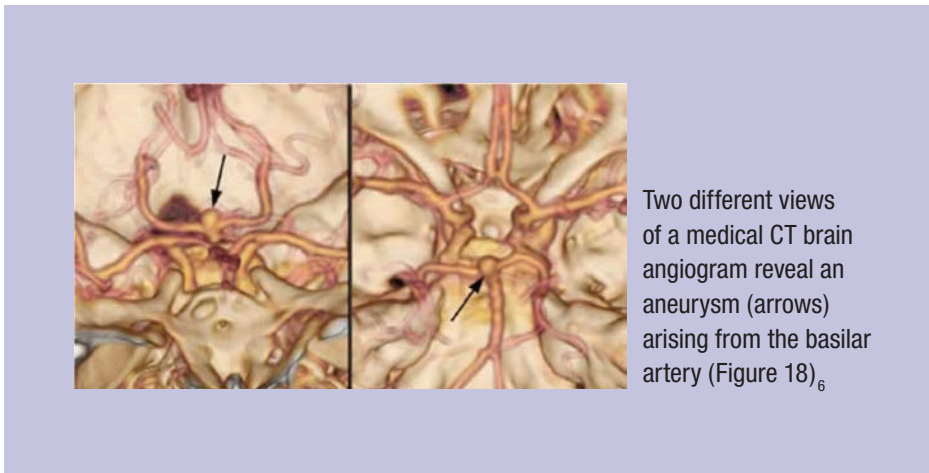 Two different views
of a medical CT brain
angiogram reveal an
aneurysm (arrows)
arising from the basilar
artery (Figure 18)6